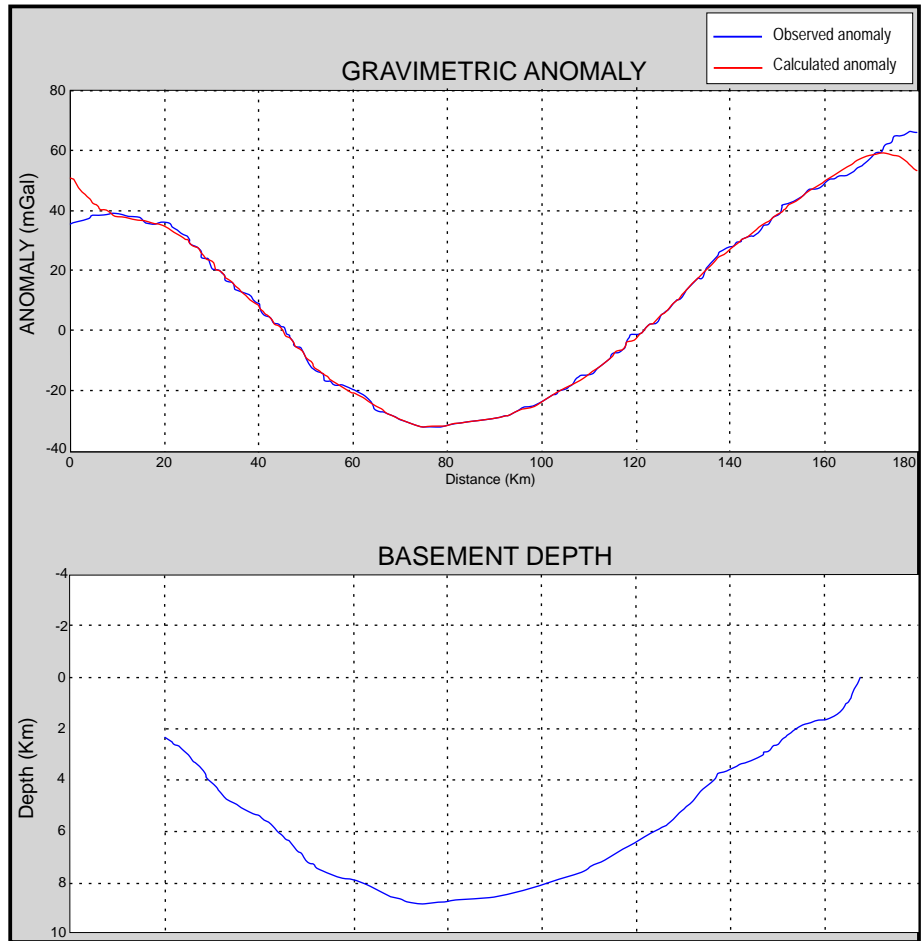 Observed anomaly
Calculated anomaly
GRAVIMETRIC ANOMALY
ANOMALY (mGal)
80
60
40
20
0
-20
-40
0 20 40 60 80 100 120 140 160 180
Distance (Km)
BASEMENT DEPTH
Depth (Km)
-4
-2
0
2
4
6
8
10